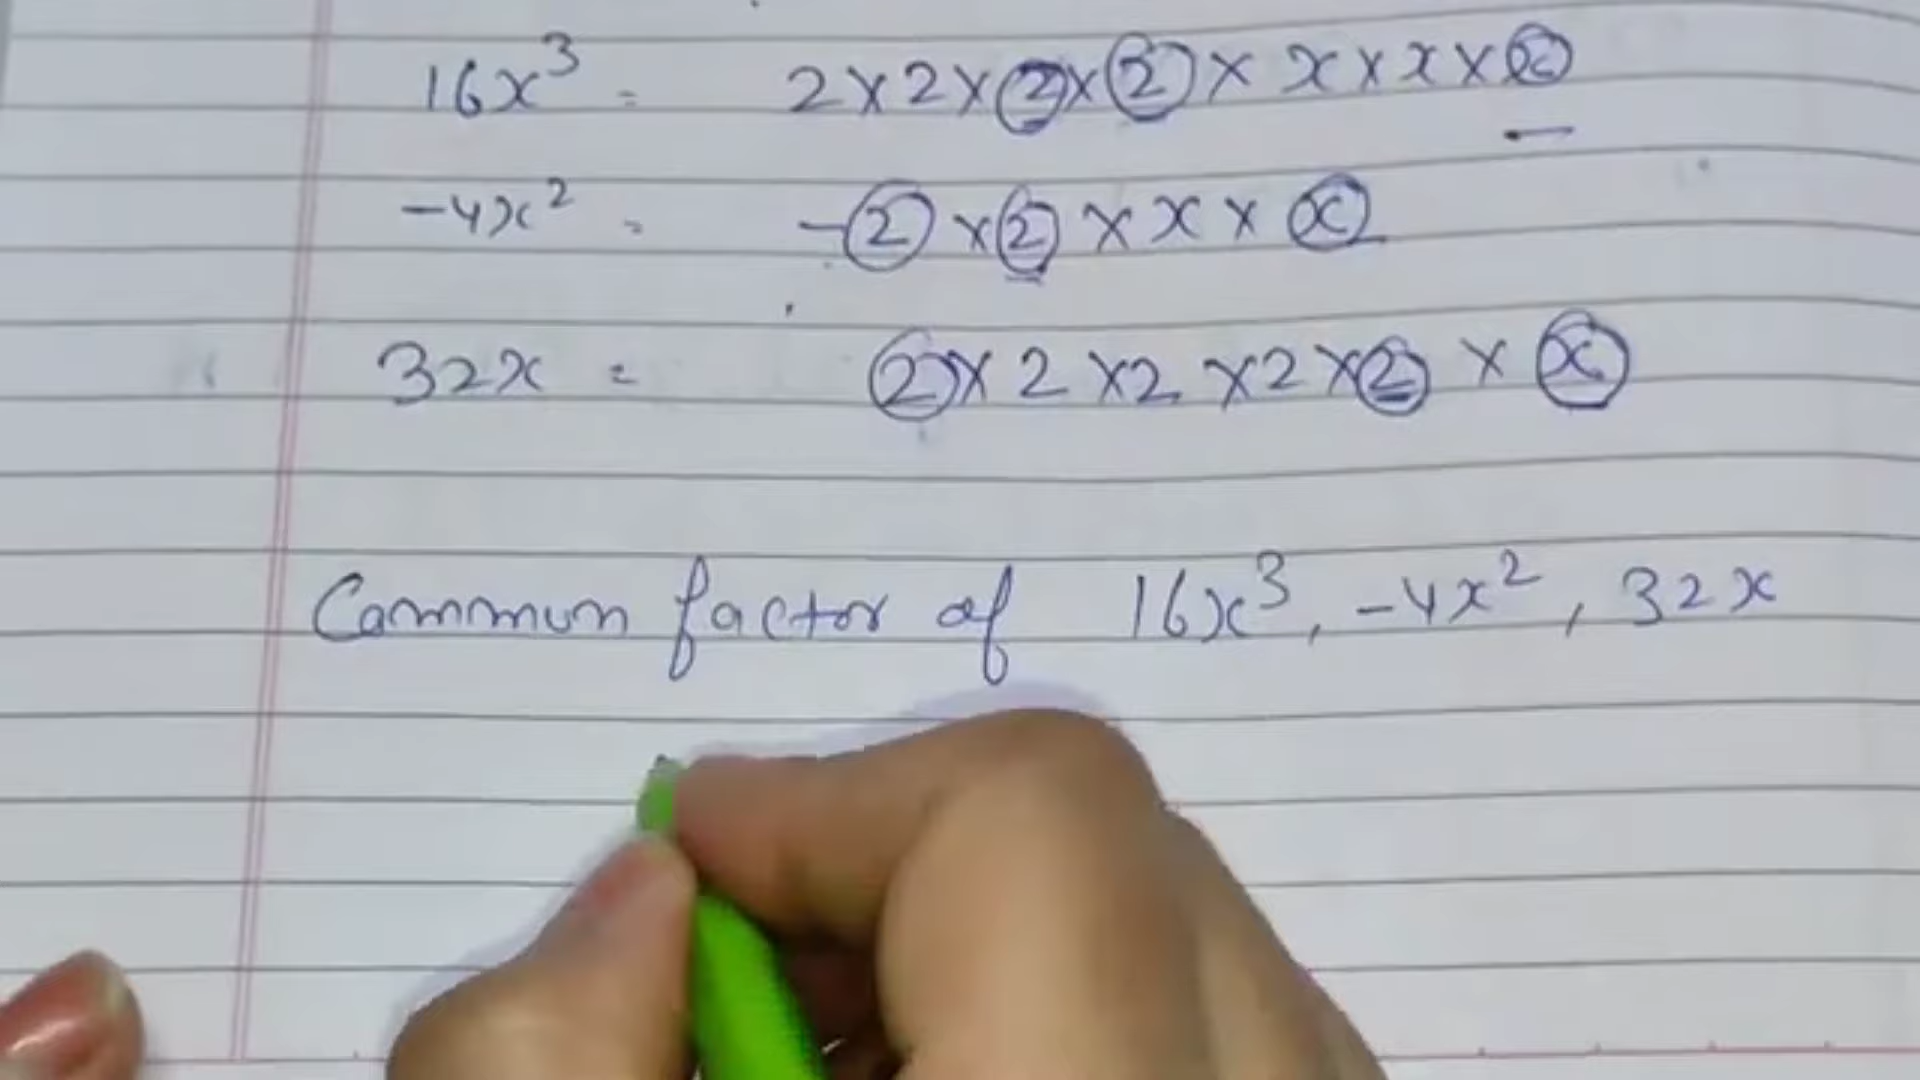 16x³ = 2×2×2×2× x×x×x
-4x² = -2×2×x×x
32x = 2×2×2×2×2×x
Common factor of 16x³, -4x², 32x